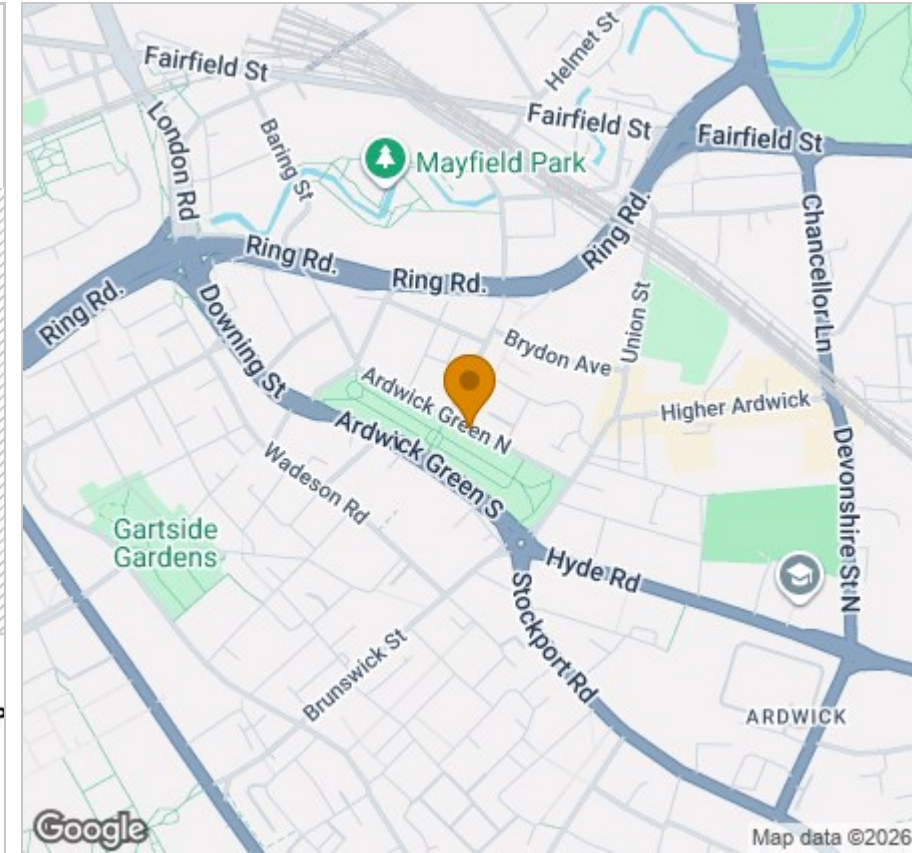 Fairfield St
Helmet St
London Rd
Baring St
Fairfield St
Fairfield St
Mayfield Park
Ring Rd.
Chancellor Ln
Ring Rd.
Ring Rd.
Ring Rd.
Downing St
Union St
Brydon Ave
Ardwick Green N
Higher Ardwick
Ardwick Green S
Wadeson Rd
Devonshire St N
Gartside
Gardens
Hyde Rd
Stockport Rd
Brunswick St
ARDWICK
Google
Map data ©2026